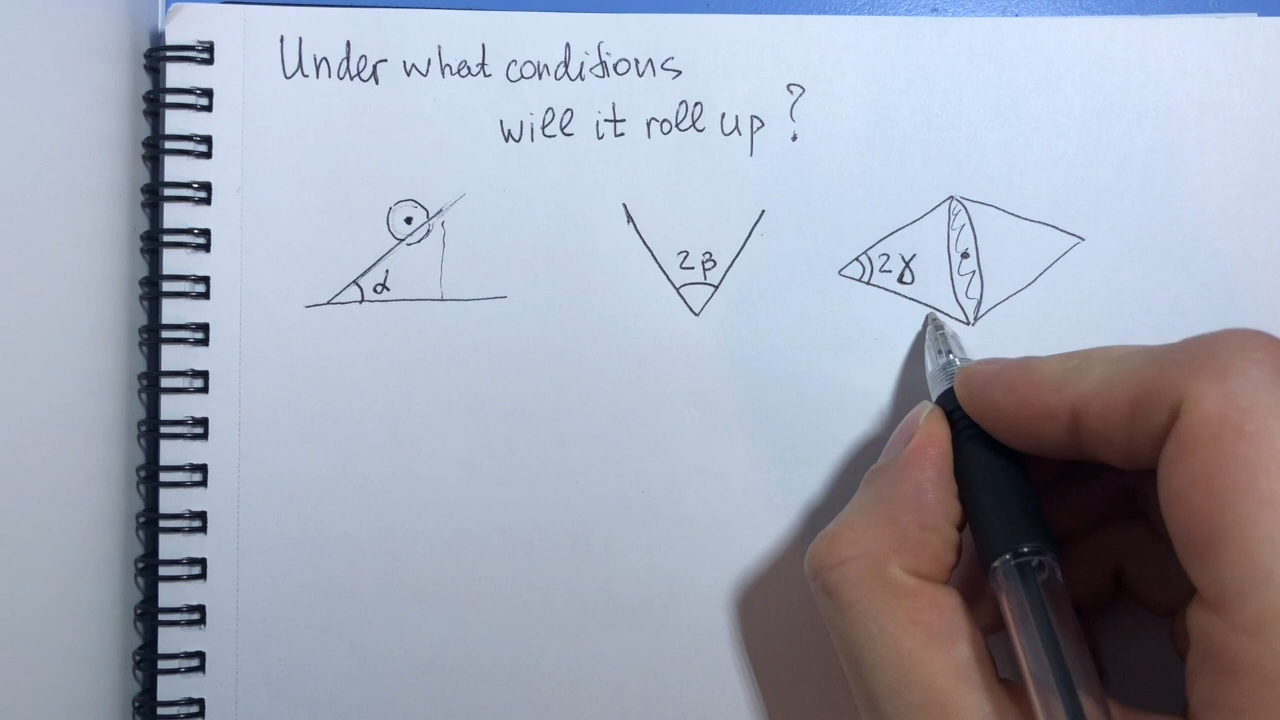 Under what conditions
will it roll up?
α
2β
2γ